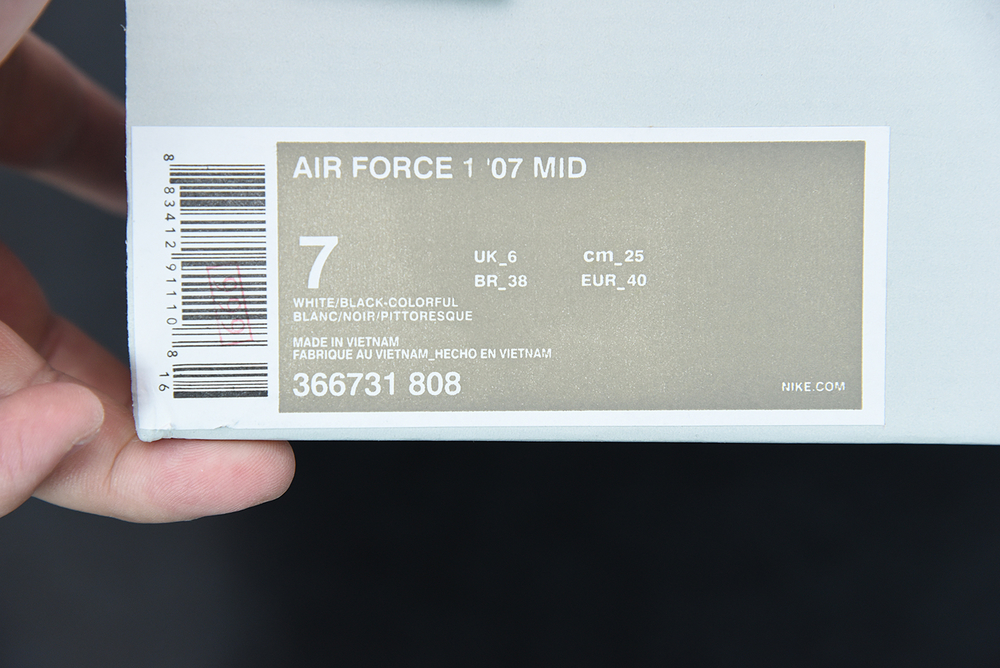 AIR FORCE 1 '07 MID
7
UK_6 cm_25
BR_38 EUR_40
WHITE/BLACK-COLORFUL
BLANC/NOIR/PITTORESQUE
MADE IN VIETNAM
FABRIQUE AU VIETNAM_HECHO EN VIETNAM
366731 808
NIKE.COM
8 83412 91110 8 16